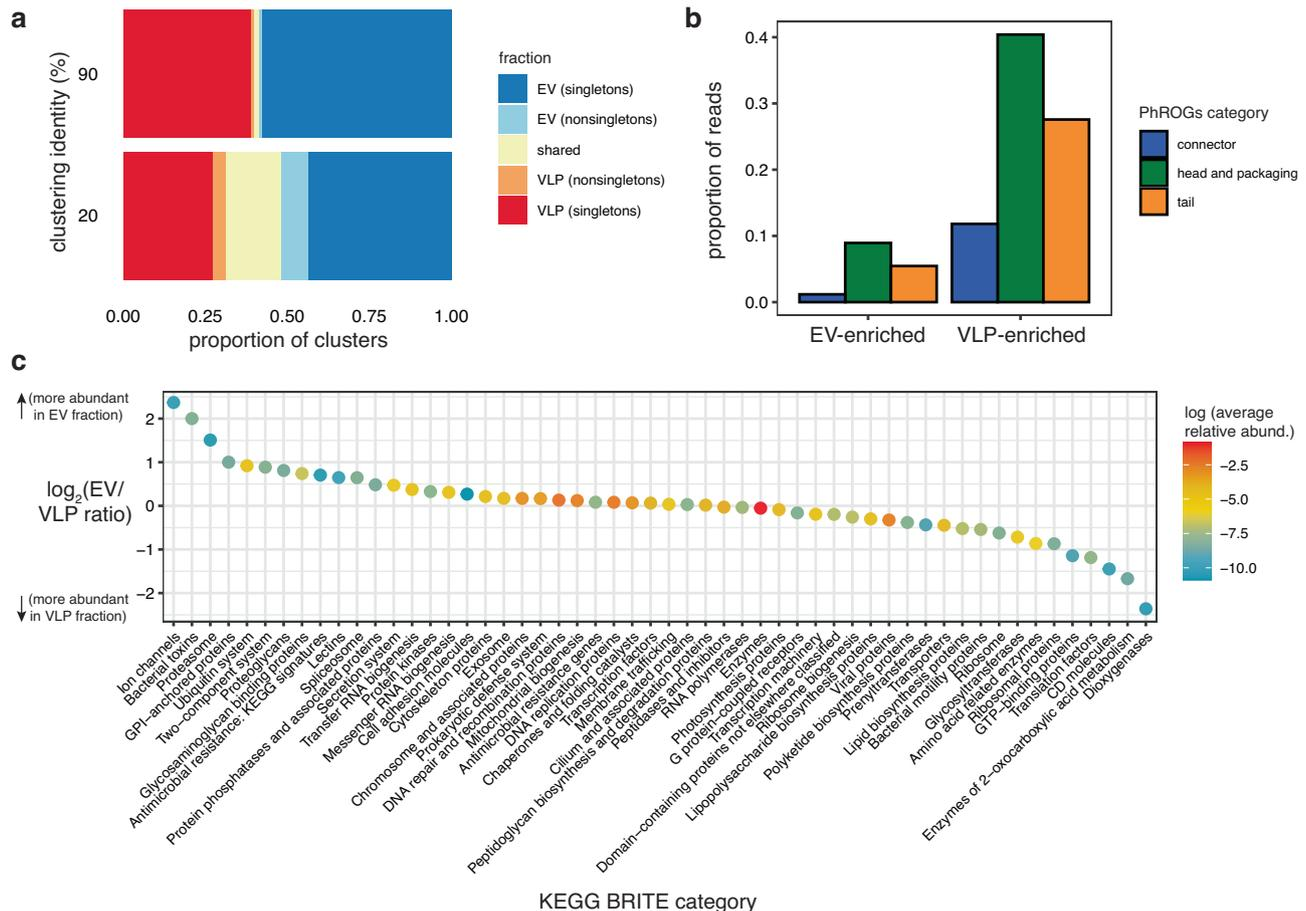 a
clustering identity (%)
90
20
0.00 0.25 0.50 0.75 1.00
proportion of clusters
fraction
EV (singletons)
EV (nonsingletons)
shared
VLP (nonsingletons)
VLP (singletons)
b
proportion of reads
0.4
0.3
0.2
0.1
0.0
EV-enriched VLP-enriched
PhROGs category
connector
head and packaging
tail
c
(more abundant
in EV fraction)
log2(EV/
VLP ratio)
(more abundant
in VLP fraction)
2
1
0
−1
−2
log (average
relative abund.)
−2.5
−5.0
−7.5
−10.0
Ion channels
Bacterial toxins
Proteasome
GPI−anchored proteins
Ubiquitin system
Two−component system
Proteoglycans
Glycosaminoglycan binding proteins
Antimicrobial resistance: KEGG signatures
Lectins
Spliceosome
Protein phosphatases and associated proteins
Secretion system
Protein kinases
Transfer RNA biogenesis
Messenger RNA biogenesis
Cell adhesion molecules
Cytoskeleton proteins
Exosome
Chromosome and associated proteins
Prokaryotic defense system
DNA repair and recombination proteins
Mitochondrial biogenesis
Antimicrobial resistance genes
DNA replication proteins
Chaperones and folding catalysts
Transcription factors
Membrane trafficking
Cilium and associated proteins
Peptidoglycan biosynthesis and degradation proteins
Peptidases and inhibitors
RNA polymerases
Enzymes
Photosynthesis proteins
G protein−coupled receptors
Transcription machinery
Domain−containing proteins not elsewhere classified
Ribosome biogenesis
Lipopolysaccharide biosynthesis proteins
Viral proteins
Polyketide biosynthesis proteins
Prenyltransferases
Transporters
Lipid biosynthesis proteins
Bacterial motility proteins
Ribosome
Glycosyltransferases
Amino acid related enzymes
Ribosomal proteins
GTP−binding proteins
Translation factors
CD molecules
Enzymes of 2−oxocarboxylic acid metabolism
Dioxygenases
KEGG BRITE category